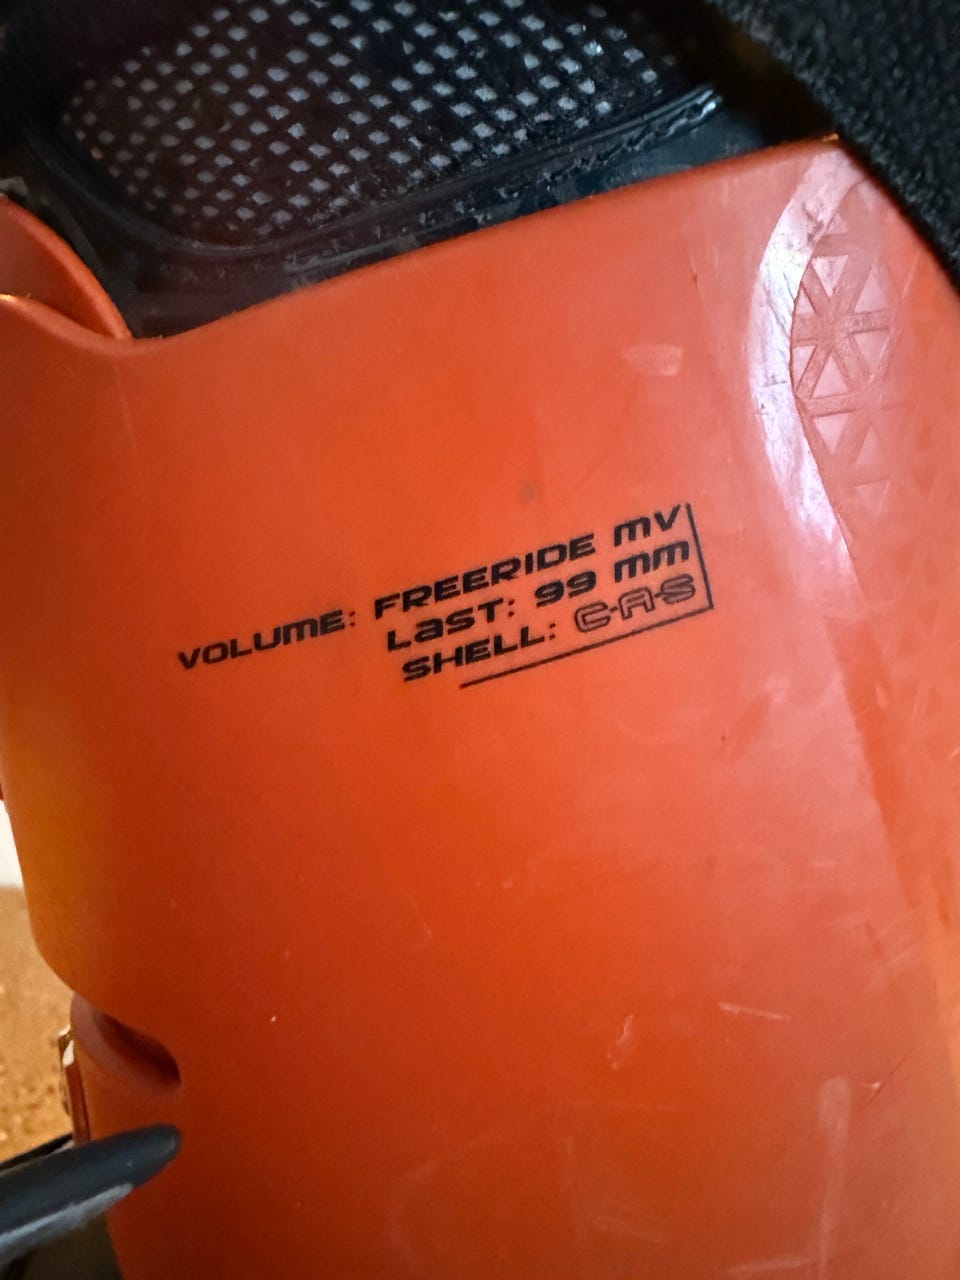 VOLUME: FREERIDE MV
LAST: 99 mm
SHELL: C-A-S